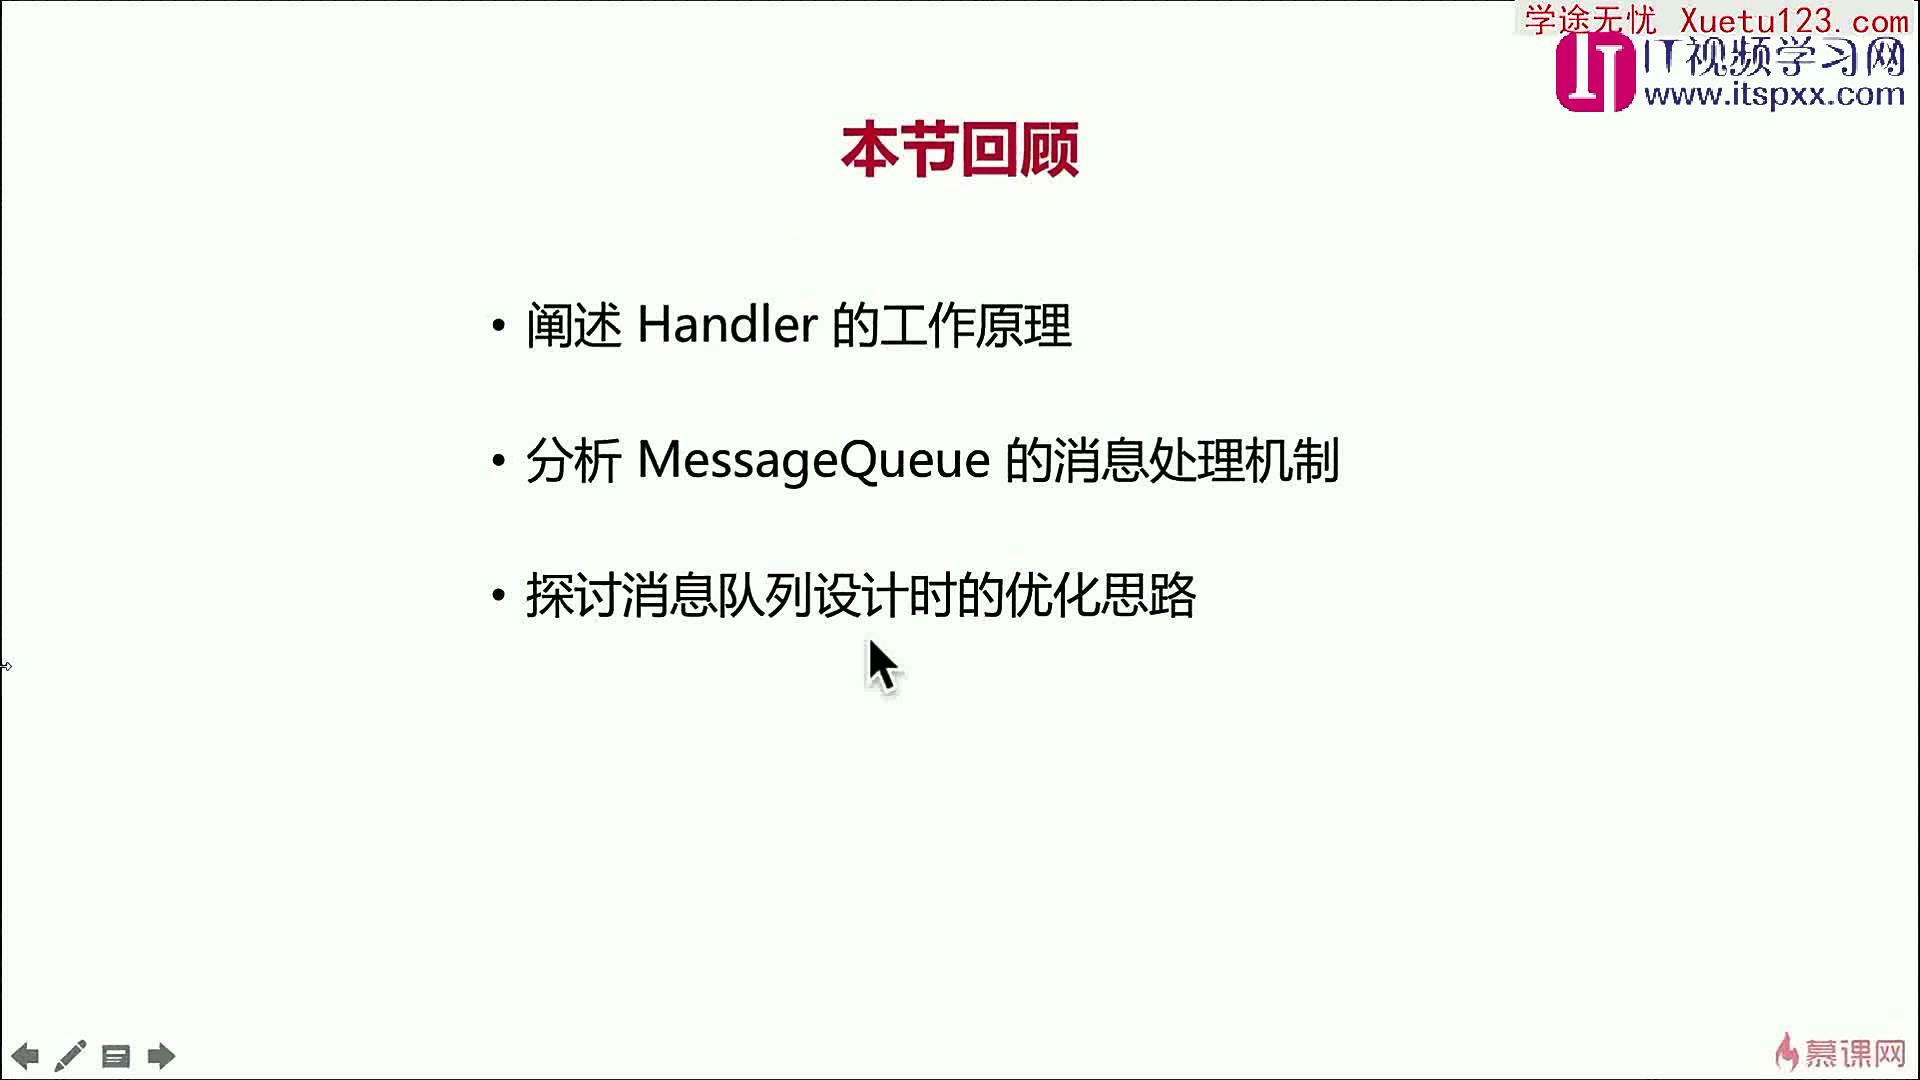 学途无忧 Xuetu123.com
IT视频学习网
www.itspxx.com
本节回顾
• 阐述 Handler 的工作原理
• 分析 MessageQueue 的消息处理机制
• 探讨消息队列设计时的优化思路
慕课网